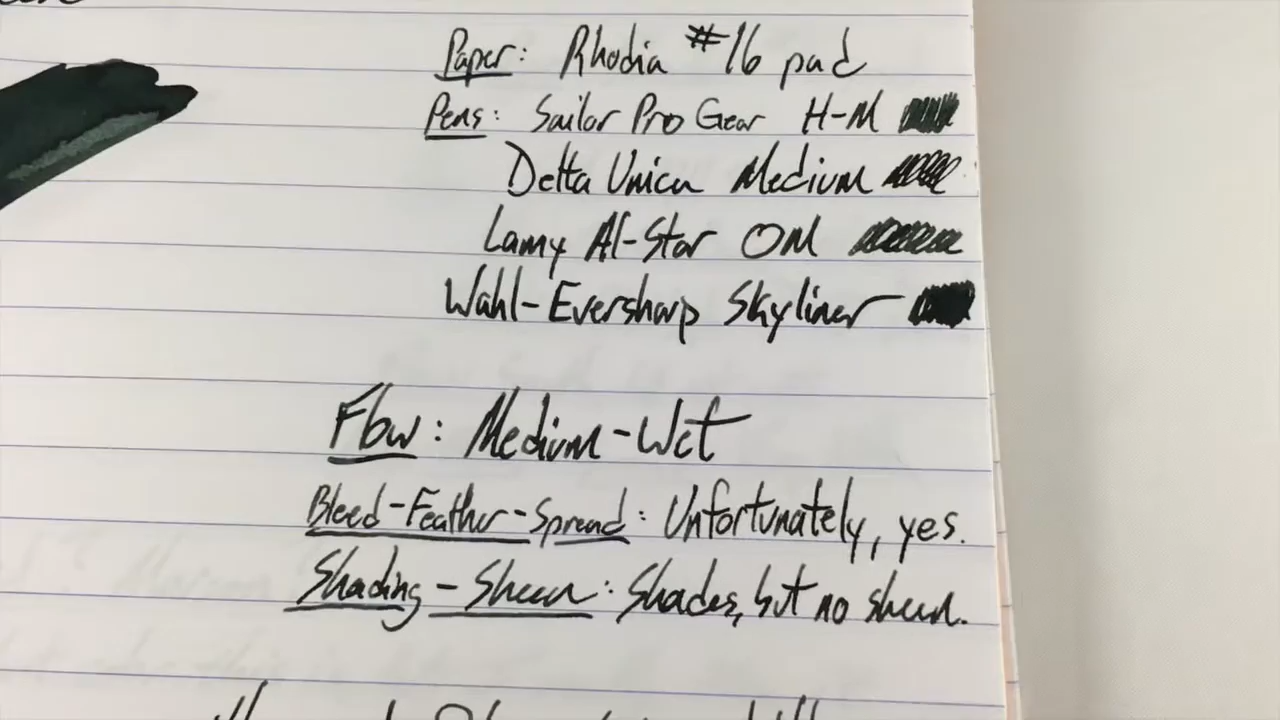 Paper: Rhodia #16 pad
Pens: Sailor Pro Gear H-M
Delta Unica Medium
Lamy Al-Star OM
Wahl-Eversharp Skyliner
Flow: Medium-Wet
Bleed-Feather-Spread: Unfortunately, yes.
Shading-Sheen: Shades, but no sheen.